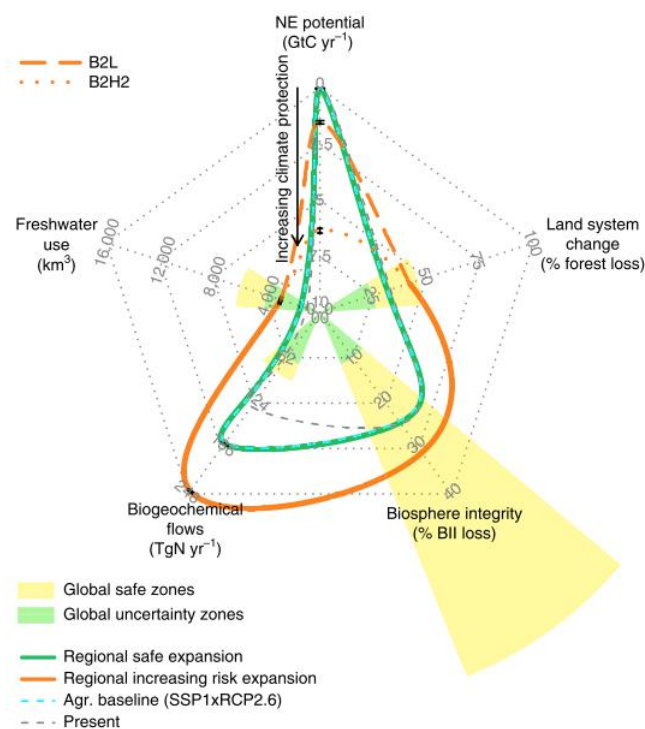 NE potential
(GtC yr⁻¹)
B2L
B2H2
Increasing climate protection
0
Freshwater
use
(km³)
16,000
12,000
8,000
4,000
Land system
change
(% forest loss)
100
75
50
25
10
10
20
30
40
24
Biogeochemical
flows
(TgN yr⁻¹)
Biosphere integrity
(% BII loss)
Global safe zones
Global uncertainty zones
Regional safe expansion
Regional increasing risk expansion
Agr. baseline (SSP1xRCP2.6)
Present